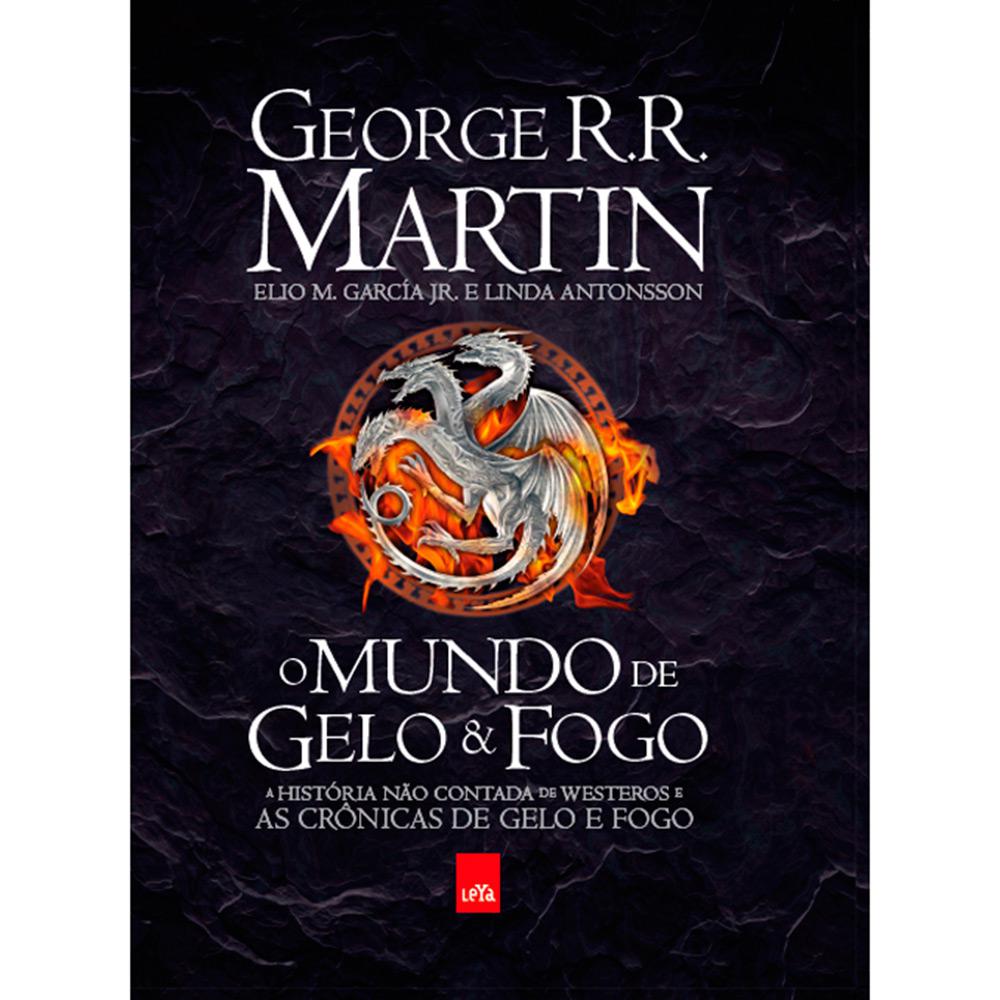 GEORGE R.R.
MARTIN
ELIO M. GARCÍA JR. E LINDA ANTONSSON
O MUNDO DE
GELO & FOGO
A HISTÓRIA NÃO CONTADA DE WESTEROS E
AS CRÔNICAS DE GELO E FOGO
LeYa